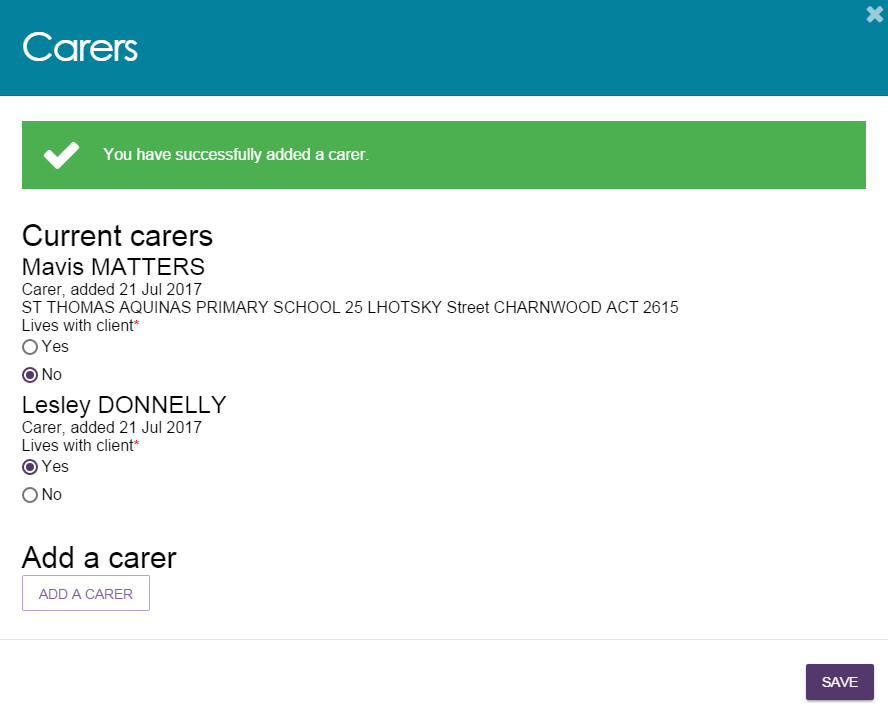 Carers
You have successfully added a carer.
Current carers
Mavis MATTERS
Carer, added 21 Jul 2017
ST THOMAS AQUINAS PRIMARY SCHOOL 25 LHOTSKY Street CHARNWOOD ACT 2615
Lives with client*
Yes
No
Lesley DONNELLY
Carer, added 21 Jul 2017
Lives with client*
Yes
No
Add a carer
ADD A CARER
SAVE